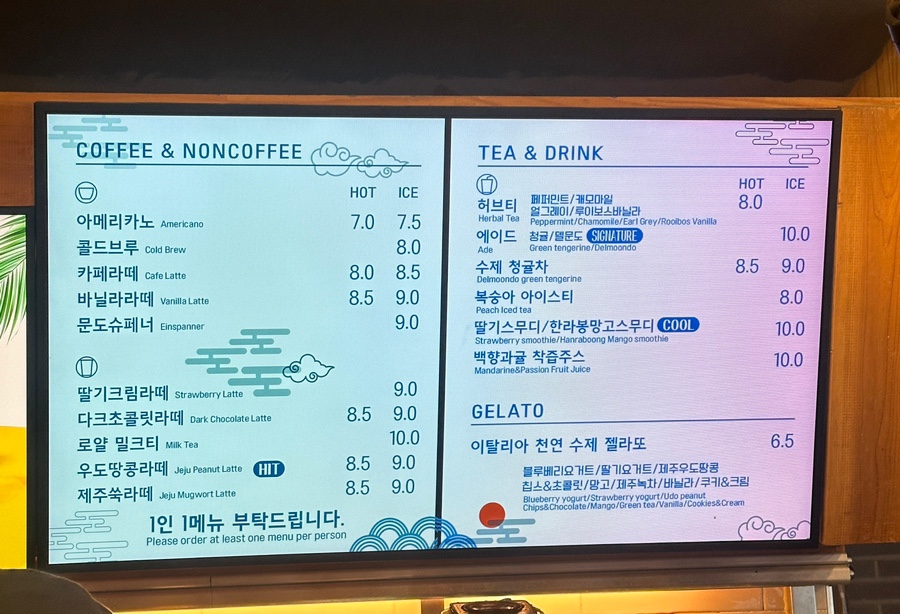 COFFEE & NONCOFFEE
HOT ICE
아메리카노 Americano 7.0 7.5
콜드브루 Cold Brew 8.0
카페라떼 Cafe Latte 8.0 8.5
바닐라라떼 Vanilla Latte 8.5 9.0
문도슈페너 Einspanner 9.0
딸기크림라떼 Strawberry Latte 9.0
다크초콜릿라떼 Dark Chocolate Latte 8.5 9.0
로얄 밀크티 Milk Tea 10.0
우도땅콩라떼 Jeju Peanut Latte HIT 8.5 9.0
제주쑥라떼 Jeju Mugwort Latte 8.5 9.0
1인 1메뉴 부탁드립니다.
Please order at least one menu per person
TEA & DRINK
HOT ICE
허브티 페퍼민트/캐모마일 8.0
얼그레이/루이보스바닐라
Herbal Tea Peppermint/Chamomile/Earl Grey/Rooibos Vanilla
에이드 청귤/델문도 SIGNATURE 10.0
Ade Green tengerine/Delmoondo
수제 청귤차 8.5 9.0
Delmoondo green tengerine
복숭아 아이스티 8.0
Peach Iced tea
딸기스무디/한라봉망고스무디 COOL 10.0
Strawberry smoothie/Hanraboong Mango smoothie
백향과귤 착즙주스 10.0
Mandarine&Passion Fruit Juice
GELATO
이탈리아 천연 수제 젤라또 6.5
블루베리요거트/딸기요거트/제주우도땅콩
칩스&초콜릿/망고/제주녹차/바닐라/쿠키&크림
Blueberry yogurt/Strawberry yogurt/Udo peanut
Chips&Chocolate/Mango/Green tea/Vanilla/Cookies&Cream